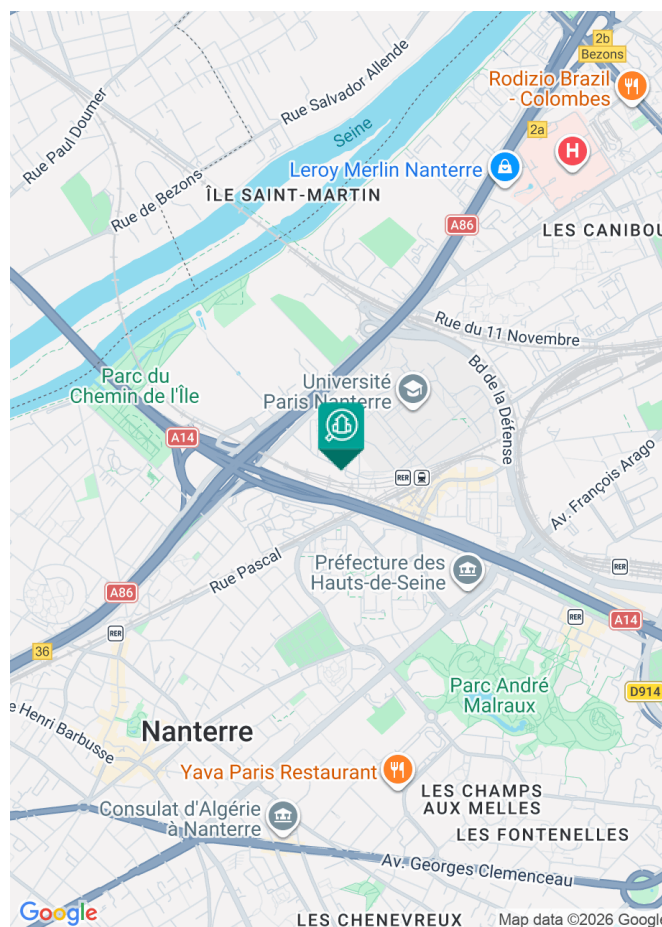 2b
Bezons
Rodizio Brazil
- Colombes
Rue Salvador Allende
Rue Paul Doumer
Seine
2a
H
Leroy Merlin Nanterre
Rue de Bezons
ÎLE SAINT-MARTIN
A86
LES CANIBOU
Rue du 11 Novembre
Bd de la Défense
Parc du
Chemin de l'Île
Université
Paris Nanterre
A14
RER
Av. François Arago
Rue Pascal
Préfecture des
Hauts-de-Seine
RER
A86
RER
A14
RER
36
Parc André
Malraux
D914
e Henri Barbusse
Nanterre
Yava Paris Restaurant
LES CHAMPS
AUX MELLES
Consulat d'Algérie
à Nanterre
LES FONTENELLES
Av. Georges Clemenceau
Google
LES CHENEVREUX
Map data ©2026 Google